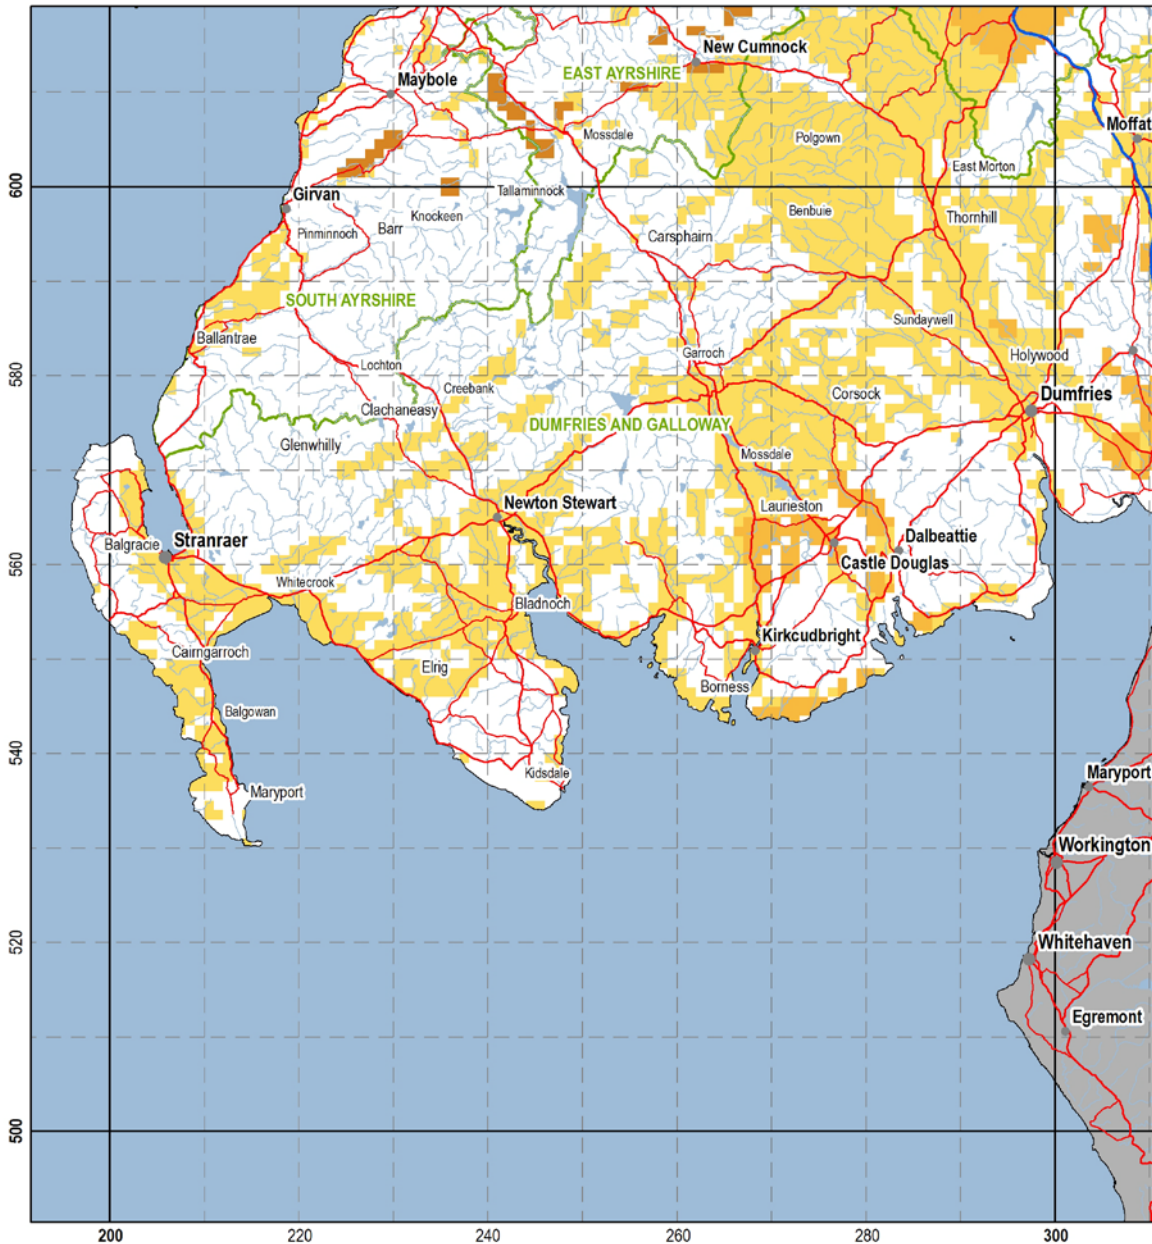 New Cumnock
EAST AYRSHIRE
Maybole
Moffat
Mossdale
Polgown
East Morton
600
Tallaminnock
Girvan
Knockeen
Benbuie
Thornhill
Barr
Pinminnoch
Carsphairn
SOUTH AYRSHIRE
Sundaywell
Ballantrae
Garroch
Holywood
580
Lochton
Creebank
Corsock
Dumfries
Clachaneasy
DUMFRIES AND GALLOWAY
Glenwhilly
Mossdale
Newton Stewart
Laurieston
Stranraer
Balgracie
Dalbeattie
560
Castle Douglas
Whitecrook
Bladnoch
Kirkcudbright
Cairngarroch
Elrig
Borness
Balgowan
540
Kidsdale
Maryport
Maryport
Workington
520
Whitehaven
Egremont
500
200 220 240 260 280 300